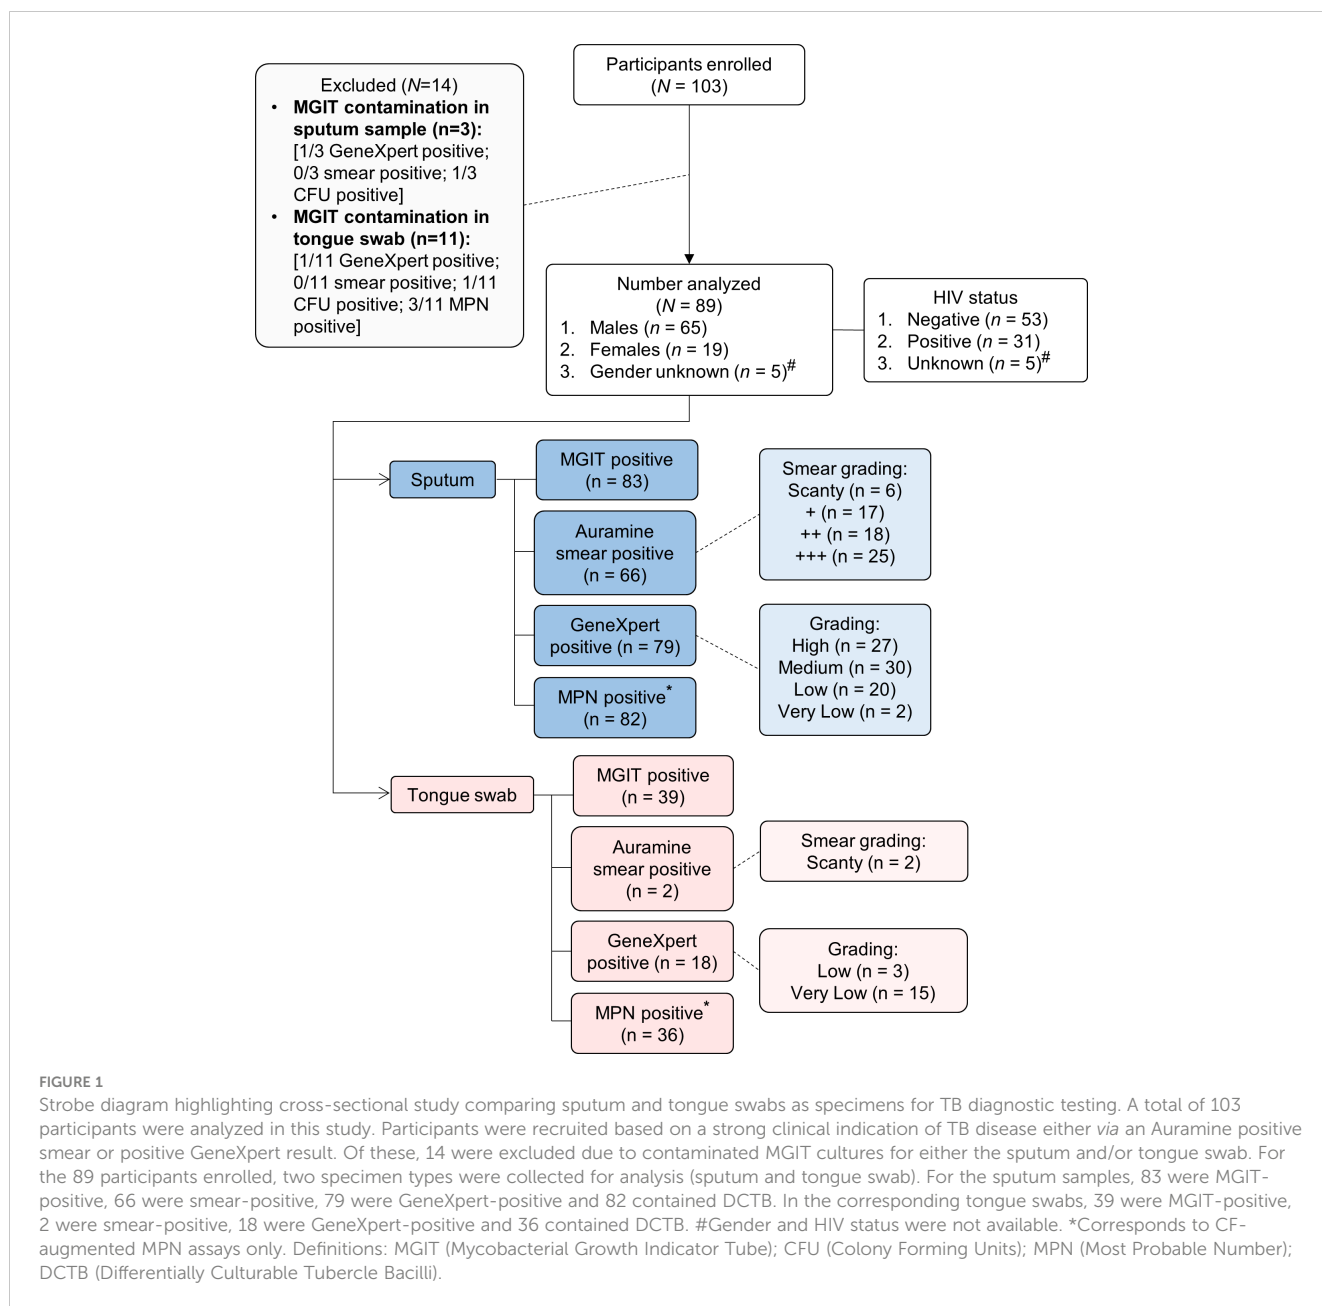 Participants enrolled
(N = 103)
Excluded (N=14)
• MGIT contamination in
sputum sample (n=3):
[1/3 GeneXpert positive;
0/3 smear positive; 1/3
CFU positive]
• MGIT contamination in
tongue swab (n=11):
[1/11 GeneXpert positive;
0/11 smear positive; 1/11
CFU positive; 3/11 MPN
positive]
Number analyzed
(N = 89)
1. Males (n = 65)
2. Females (n = 19)
3. Gender unknown (n = 5)#
HIV status
1. Negative (n = 53)
2. Positive (n = 31)
3. Unknown (n = 5)#
Sputum
MGIT positive
(n = 83)
Auramine
smear positive
(n = 66)
Smear grading:
Scanty (n = 6)
+ (n = 17)
++ (n = 18)
+++ (n = 25)
GeneXpert
positive (n = 79)
Grading:
High (n = 27)
Medium (n = 30)
Low (n = 20)
Very Low (n = 2)
MPN positive*
(n = 82)
Tongue swab
MGIT positive
(n = 39)
Auramine
smear positive
(n = 2)
Smear grading:
Scanty (n = 2)
GeneXpert
positive (n = 18)
Grading:
Low (n = 3)
Very Low (n = 15)
MPN positive*
(n = 36)
FIGURE 1
Strobe diagram highlighting cross-sectional study comparing sputum and tongue swabs as specimens for TB diagnostic testing. A total of 103
participants were analyzed in this study. Participants were recruited based on a strong clinical indication of TB disease either via an Auramine positive
smear or positive GeneXpert result. Of these, 14 were excluded due to contaminated MGIT cultures for either the sputum and/or tongue swab. For
the 89 participants enrolled, two specimen types were collected for analysis (sputum and tongue swab). For the sputum samples, 83 were MGIT-
positive, 66 were smear-positive, 79 were GeneXpert-positive and 82 contained DCTB. In the corresponding tongue swabs, 39 were MGIT-positive,
2 were smear-positive, 18 were GeneXpert-positive and 36 contained DCTB. #Gender and HIV status were not available. *Corresponds to CF-
augmented MPN assays only. Definitions: MGIT (Mycobacterial Growth Indicator Tube); CFU (Colony Forming Units); MPN (Most Probable Number);
DCTB (Differentially Culturable Tubercle Bacilli).